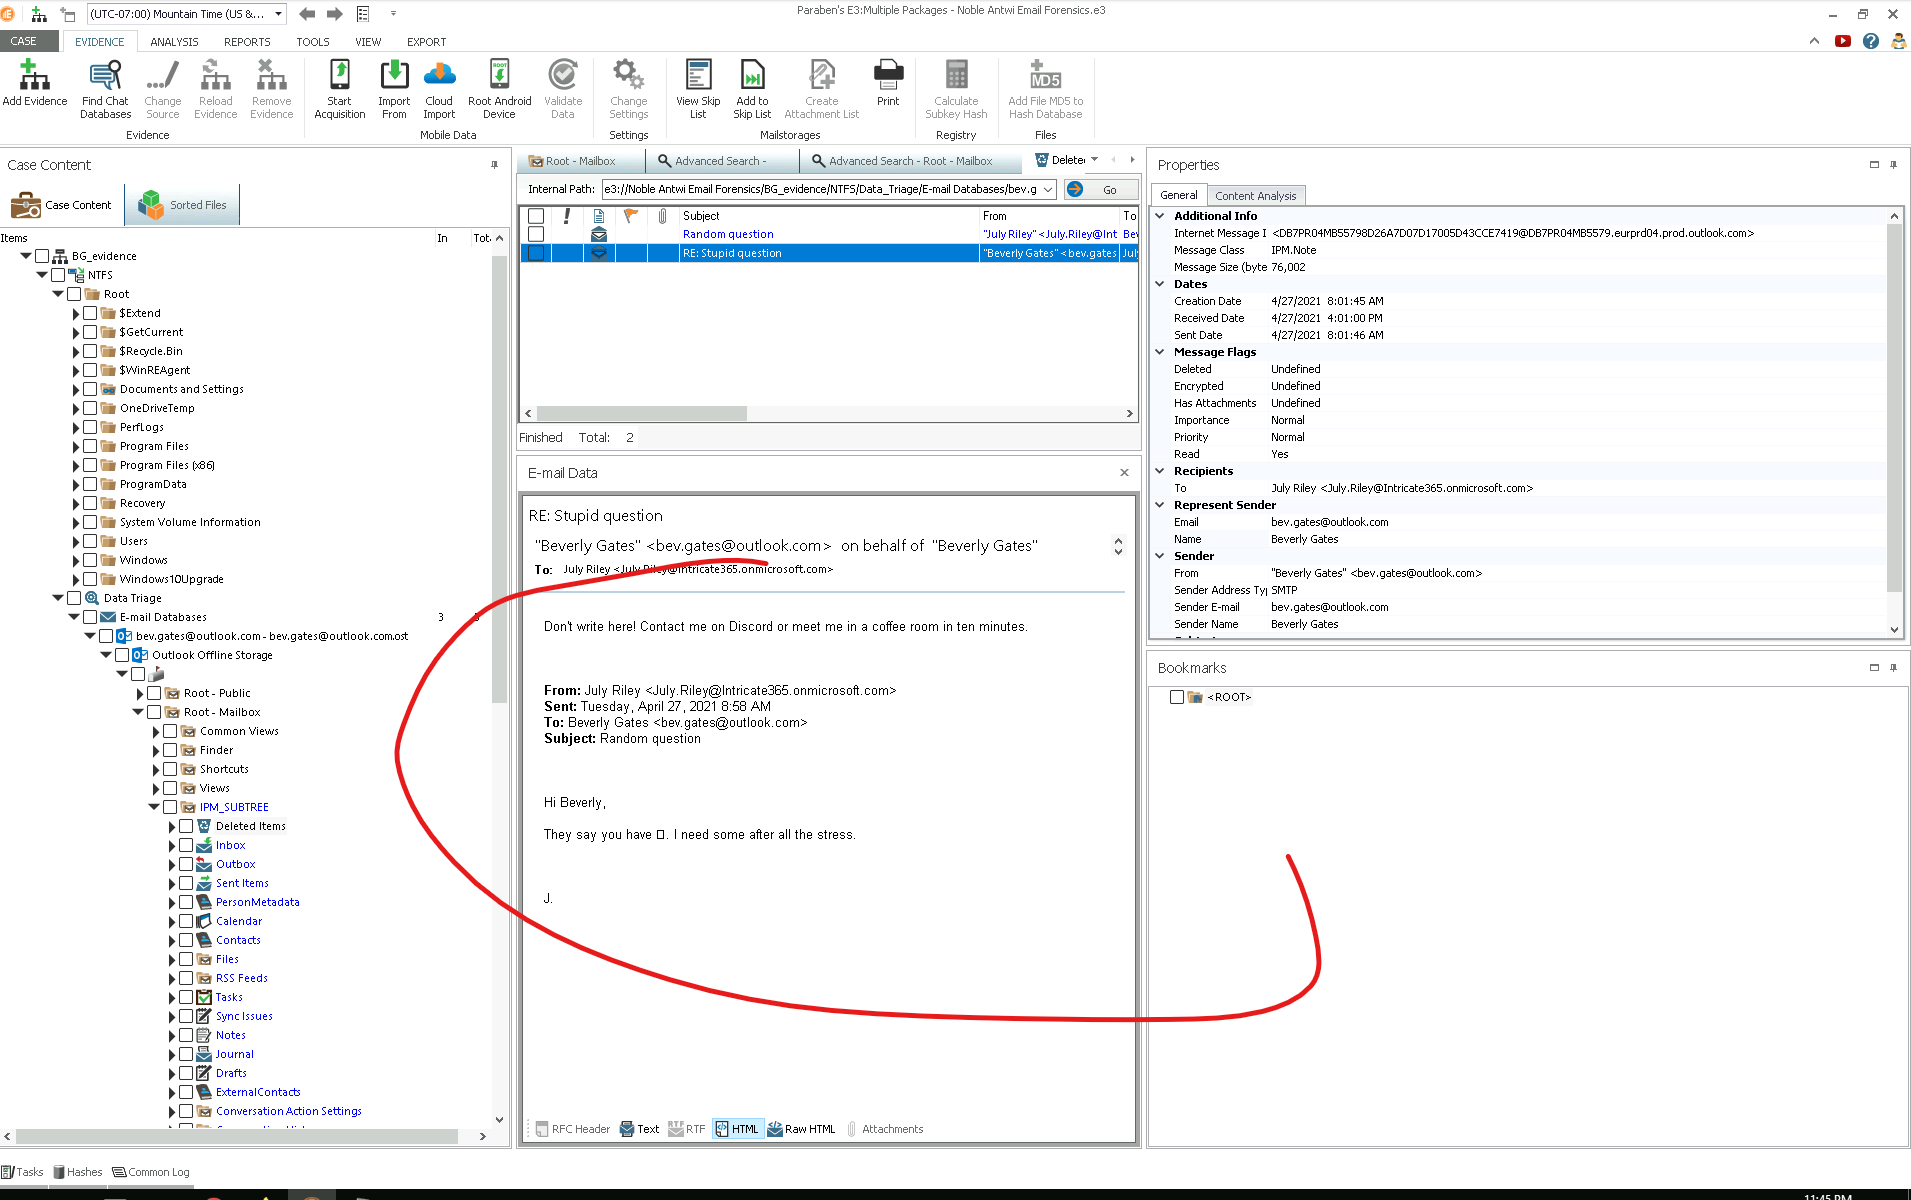 (UTC-07:00) Mountain Time (US &...
Paraben's E3:Multiple Packages - Noble Antwi Email Forensics.e3
CASE EVIDENCE ANALYSIS REPORTS TOOLS VIEW EXPORT
Add Evidence
Find Chat Databases
Change Source
Reload Evidence
Remove Evidence
Evidence
Start Acquisition
Import From
Cloud Import
Root Android Device
Validate Data
Mobile Data
Change Settings
Settings
View Skip List
Add to Skip List
Create Attachment List
Print
Mailstorages
Calculate Subkey Hash
Registry
Add File MD5 to Hash Database
Files
Case Content
Case Content Sorted Files
Items In Tot
BG_evidence
NTFS
Root
$Extend
$GetCurrent
$Recycle.Bin
$WinREAgent
Documents and Settings
OneDriveTemp
PerfLogs
Program Files
Program Files (x86)
ProgramData
Recovery
System Volume Information
Users
Windows
Windows10Upgrade
Data Triage
E-mail Databases 3
bev.gates@outlook.com - bev.gates@outlook.com.ost
Outlook Offline Storage
Root - Public
Root - Mailbox
Common Views
Finder
Shortcuts
Views
IPM_SUBTREE
Deleted Items
Inbox
Outbox
Sent Items
PersonMetadata
Calendar
Contacts
Files
RSS Feeds
Tasks
Sync Issues
Notes
Journal
Drafts
ExternalContacts
Conversation Action Settings
Tasks Hashes Common Log
Root - Mailbox Advanced Search - Advanced Search - Root - Mailbox Delete
Internal Path: e3://Noble Antwi Email Forensics/BG_evidence/NTFS/Data_Triage/E-mail Databases/bev.g Go
! Subject From To
Random question "July Riley" <July.Riley@Int Bev
RE: Stupid question "Beverly Gates" <bev.gates July
Finished Total: 2
E-mail Data
RE: Stupid question
"Beverly Gates" <bev.gates@outlook.com> on behalf of "Beverly Gates"
To: July Riley <July.Riley@Intricate365.onmicrosoft.com>
Don't write here! Contact me on Discord or meet me in a coffee room in ten minutes.
From: July Riley <July.Riley@Intricate365.onmicrosoft.com>
Sent: Tuesday, April 27, 2021 8:58 AM
To: Beverly Gates <bev.gates@outlook.com>
Subject: Random question
Hi Beverly,
They say you have □. I need some after all the stress.
J.
RFC Header Text RTF HTML Raw HTML Attachments
Properties
General Content Analysis
Additional Info
Internet Message I <DB7PR04MB55798D26A7D07D17005D43CCE7419@DB7PR04MB5579.eurprd04.prod.outlook.com>
Message Class IPM.Note
Message Size (byte 76,002
Dates
Creation Date 4/27/2021 8:01:45 AM
Received Date 4/27/2021 4:01:00 PM
Sent Date 4/27/2021 8:01:46 AM
Message Flags
Deleted Undefined
Encrypted Undefined
Has Attachments Undefined
Importance Normal
Priority Normal
Read Yes
Recipients
To July Riley <July.Riley@Intricate365.onmicrosoft.com>
Represent Sender
Email bev.gates@outlook.com
Name Beverly Gates
Sender
From "Beverly Gates" <bev.gates@outlook.com>
Sender Address Ty SMTP
Sender E-mail bev.gates@outlook.com
Sender Name Beverly Gates
Bookmarks
<ROOT>
11:45 PM